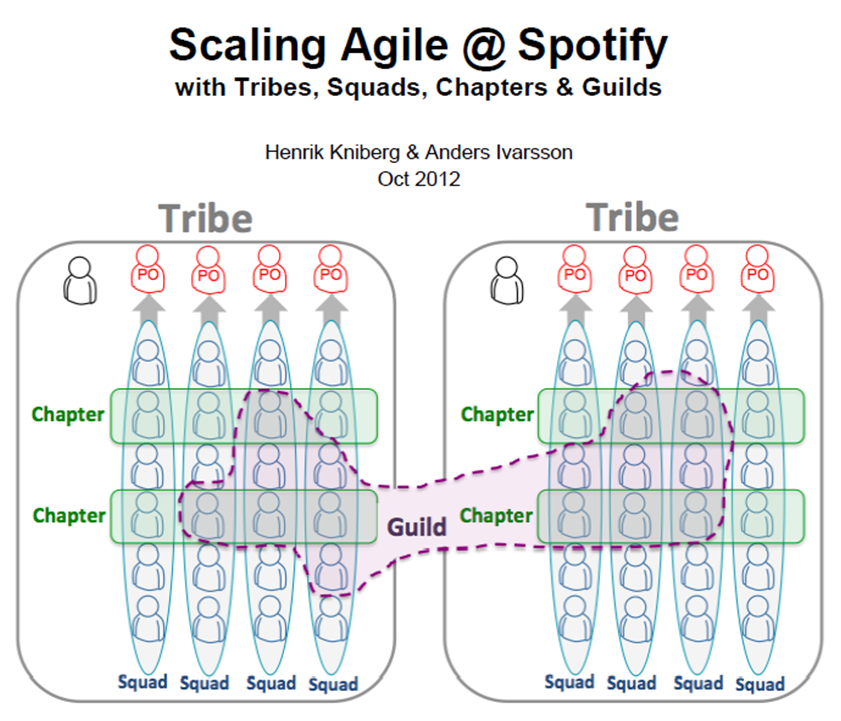 Scaling Agile @ Spotify
with Tribes, Squads, Chapters & Guilds
Henrik Kniberg & Anders Ivarsson
Oct 2012
Tribe
PO PO PO PO
Chapter
Chapter
Squad Squad Squad Squad
Guild
Tribe
PO PO PO PO
Chapter
Chapter
Squad Squad Squad Squad